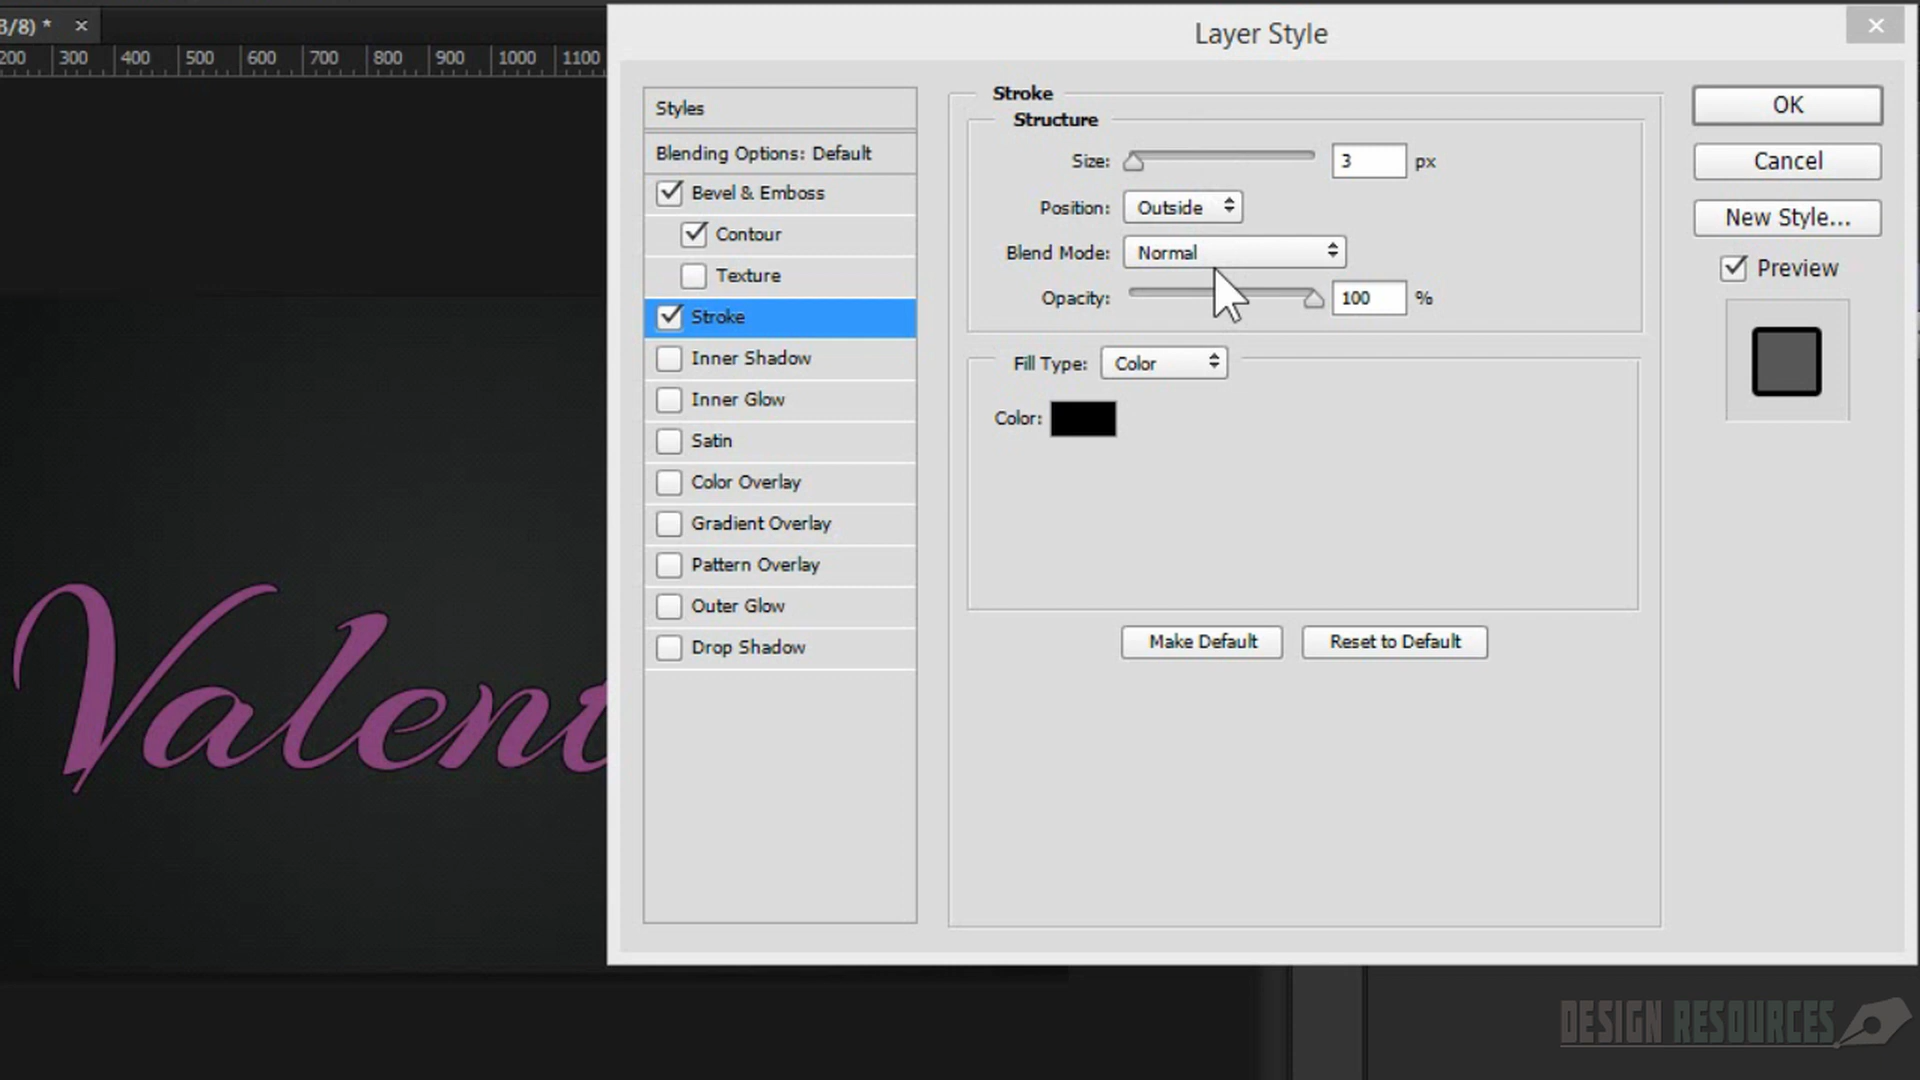 3/8) *
200 300 400 500 600 700 800 900 1000 1100
Layer Style
Styles
Blending Options: Default
Bevel & Emboss
Contour
Texture
Stroke
Inner Shadow
Inner Glow
Satin
Color Overlay
Gradient Overlay
Pattern Overlay
Outer Glow
Drop Shadow
Stroke
Structure
Size: 3 px
Position: Outside
Blend Mode: Normal
Opacity: 100 %
Fill Type: Color
Color:
Make Default Reset to Default
OK
Cancel
New Style...
Preview
Valent
DESIGN RESOURCES